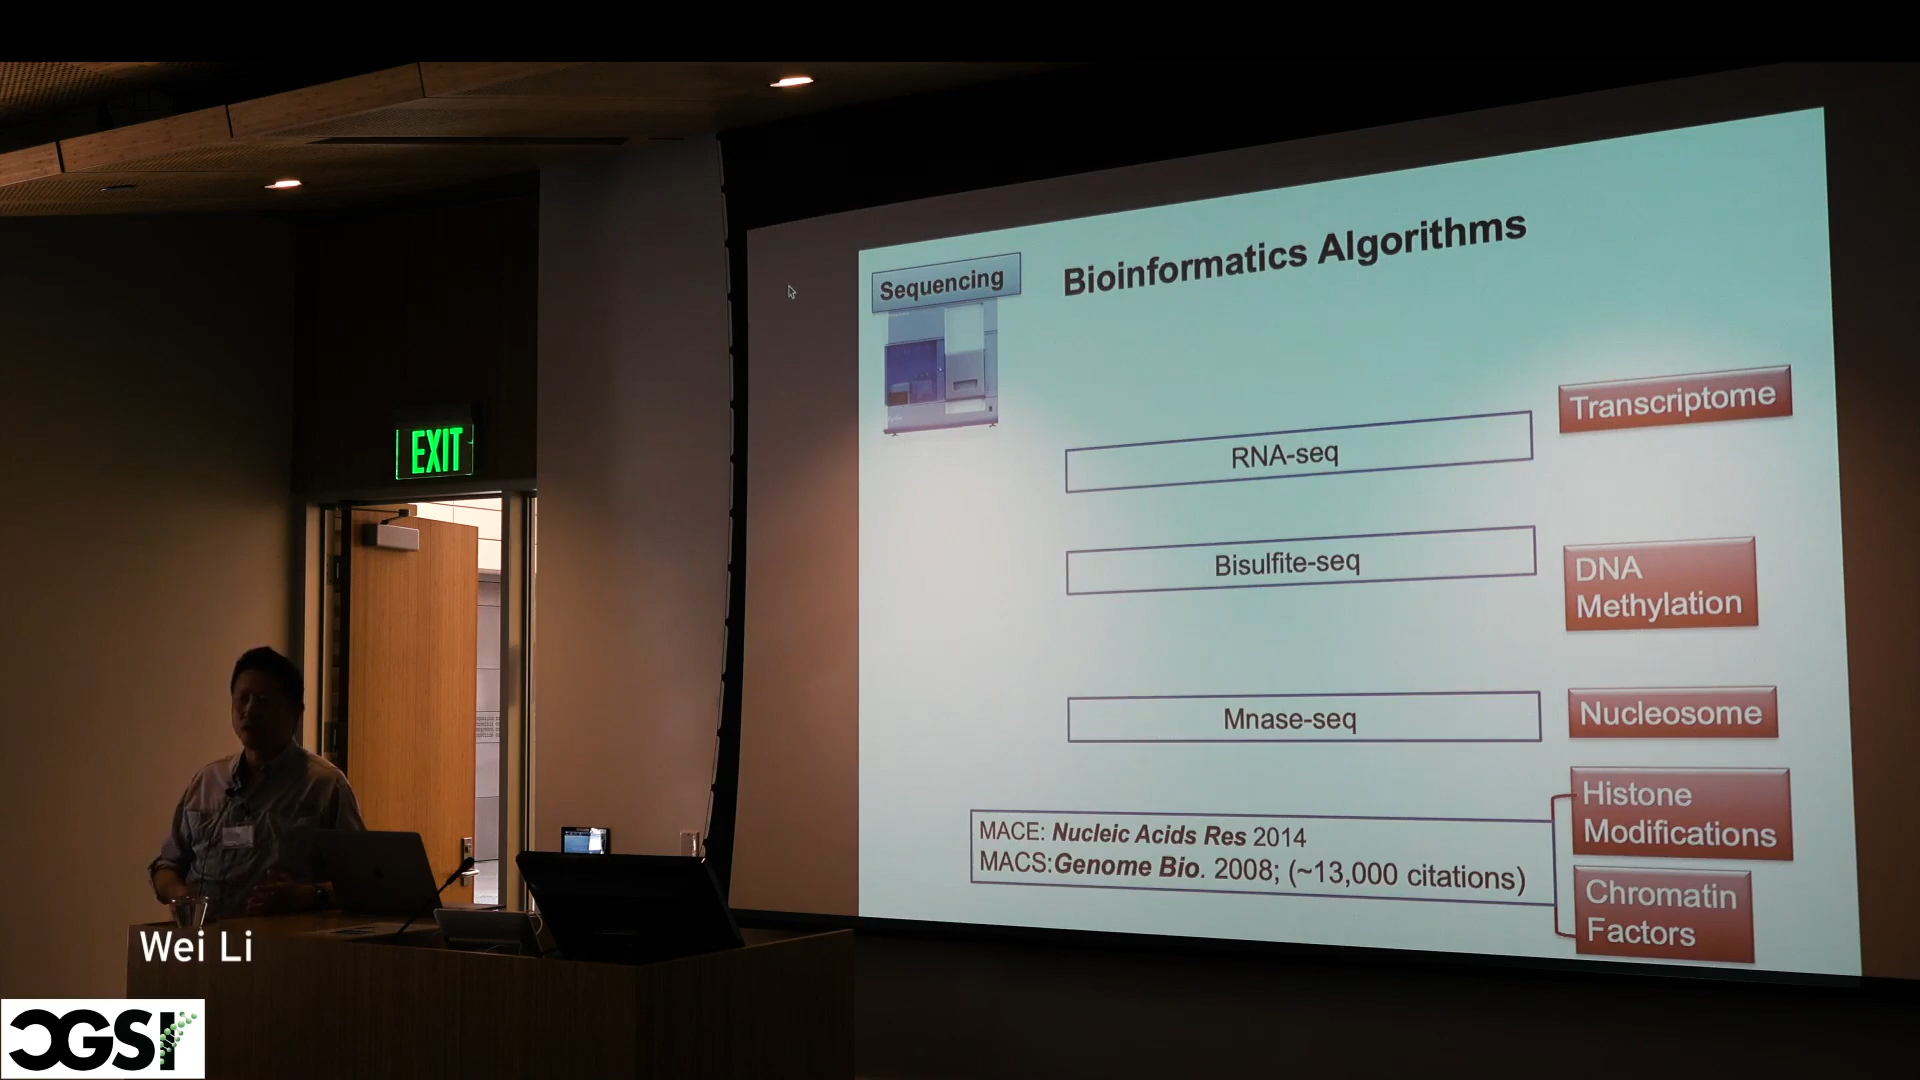 Sequencing
Bioinformatics Algorithms
Transcriptome
RNA-seq
Bisulfite-seq
DNA
Methylation
Mnase-seq
Nucleosome
Histone
Modifications
MACE: Nucleic Acids Res 2014
MACS:Genome Bio. 2008; (~13,000 citations)
Chromatin
Factors
EXIT
Wei Li
CGSI